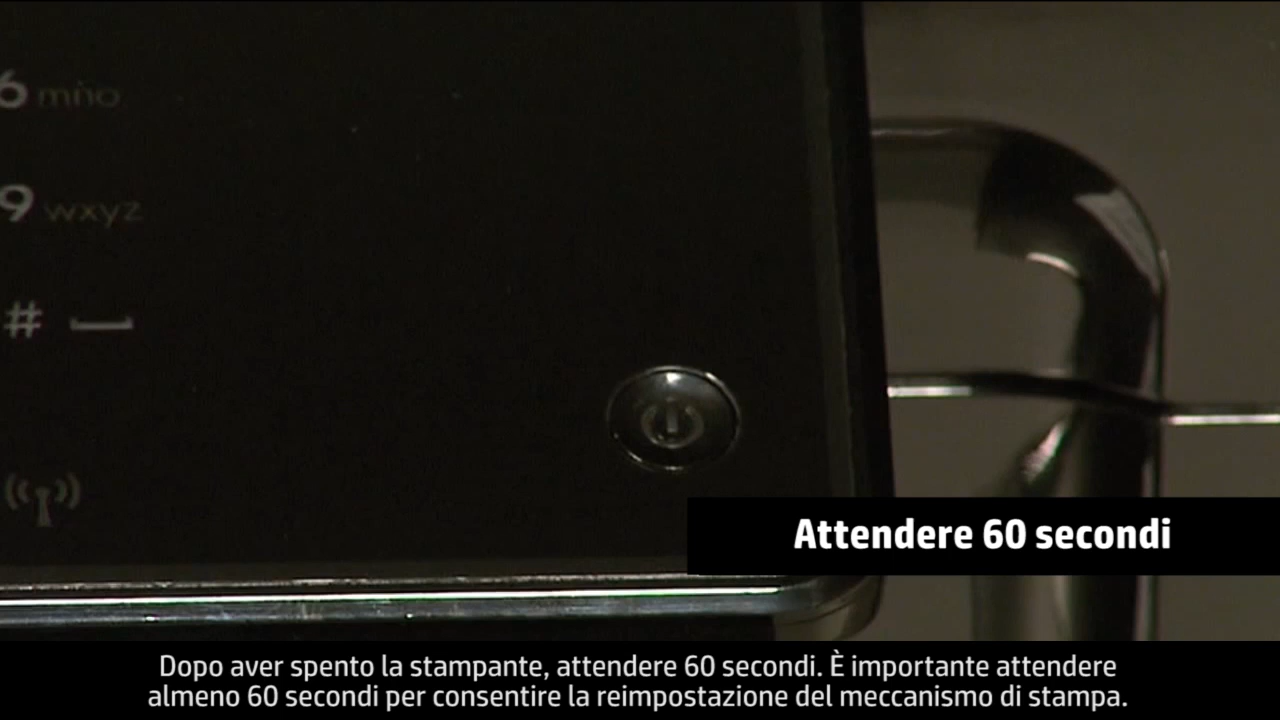 6 mño
9 wxyz
#
Attendere 60 secondi
Dopo aver spento la stampante, attendere 60 secondi. È importante attendere
almeno 60 secondi per consentire la reimpostazione del meccanismo di stampa.